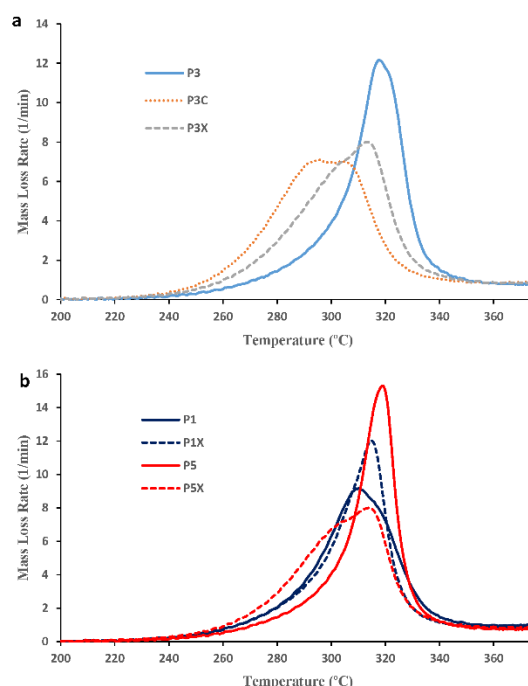 a
14
12
10
8
6
4
2
0
Mass Loss Rate (1/min)
P3
P3C
P3X
200 220 240 260 280 300 320 340 360
Temperature (°C)
b
16
14
12
10
8
6
4
2
0
Mass Loss Rate (1/min)
P1
P1X
P5
P5X
200 220 240 260 280 300 320 340 360
Temperature (°C)